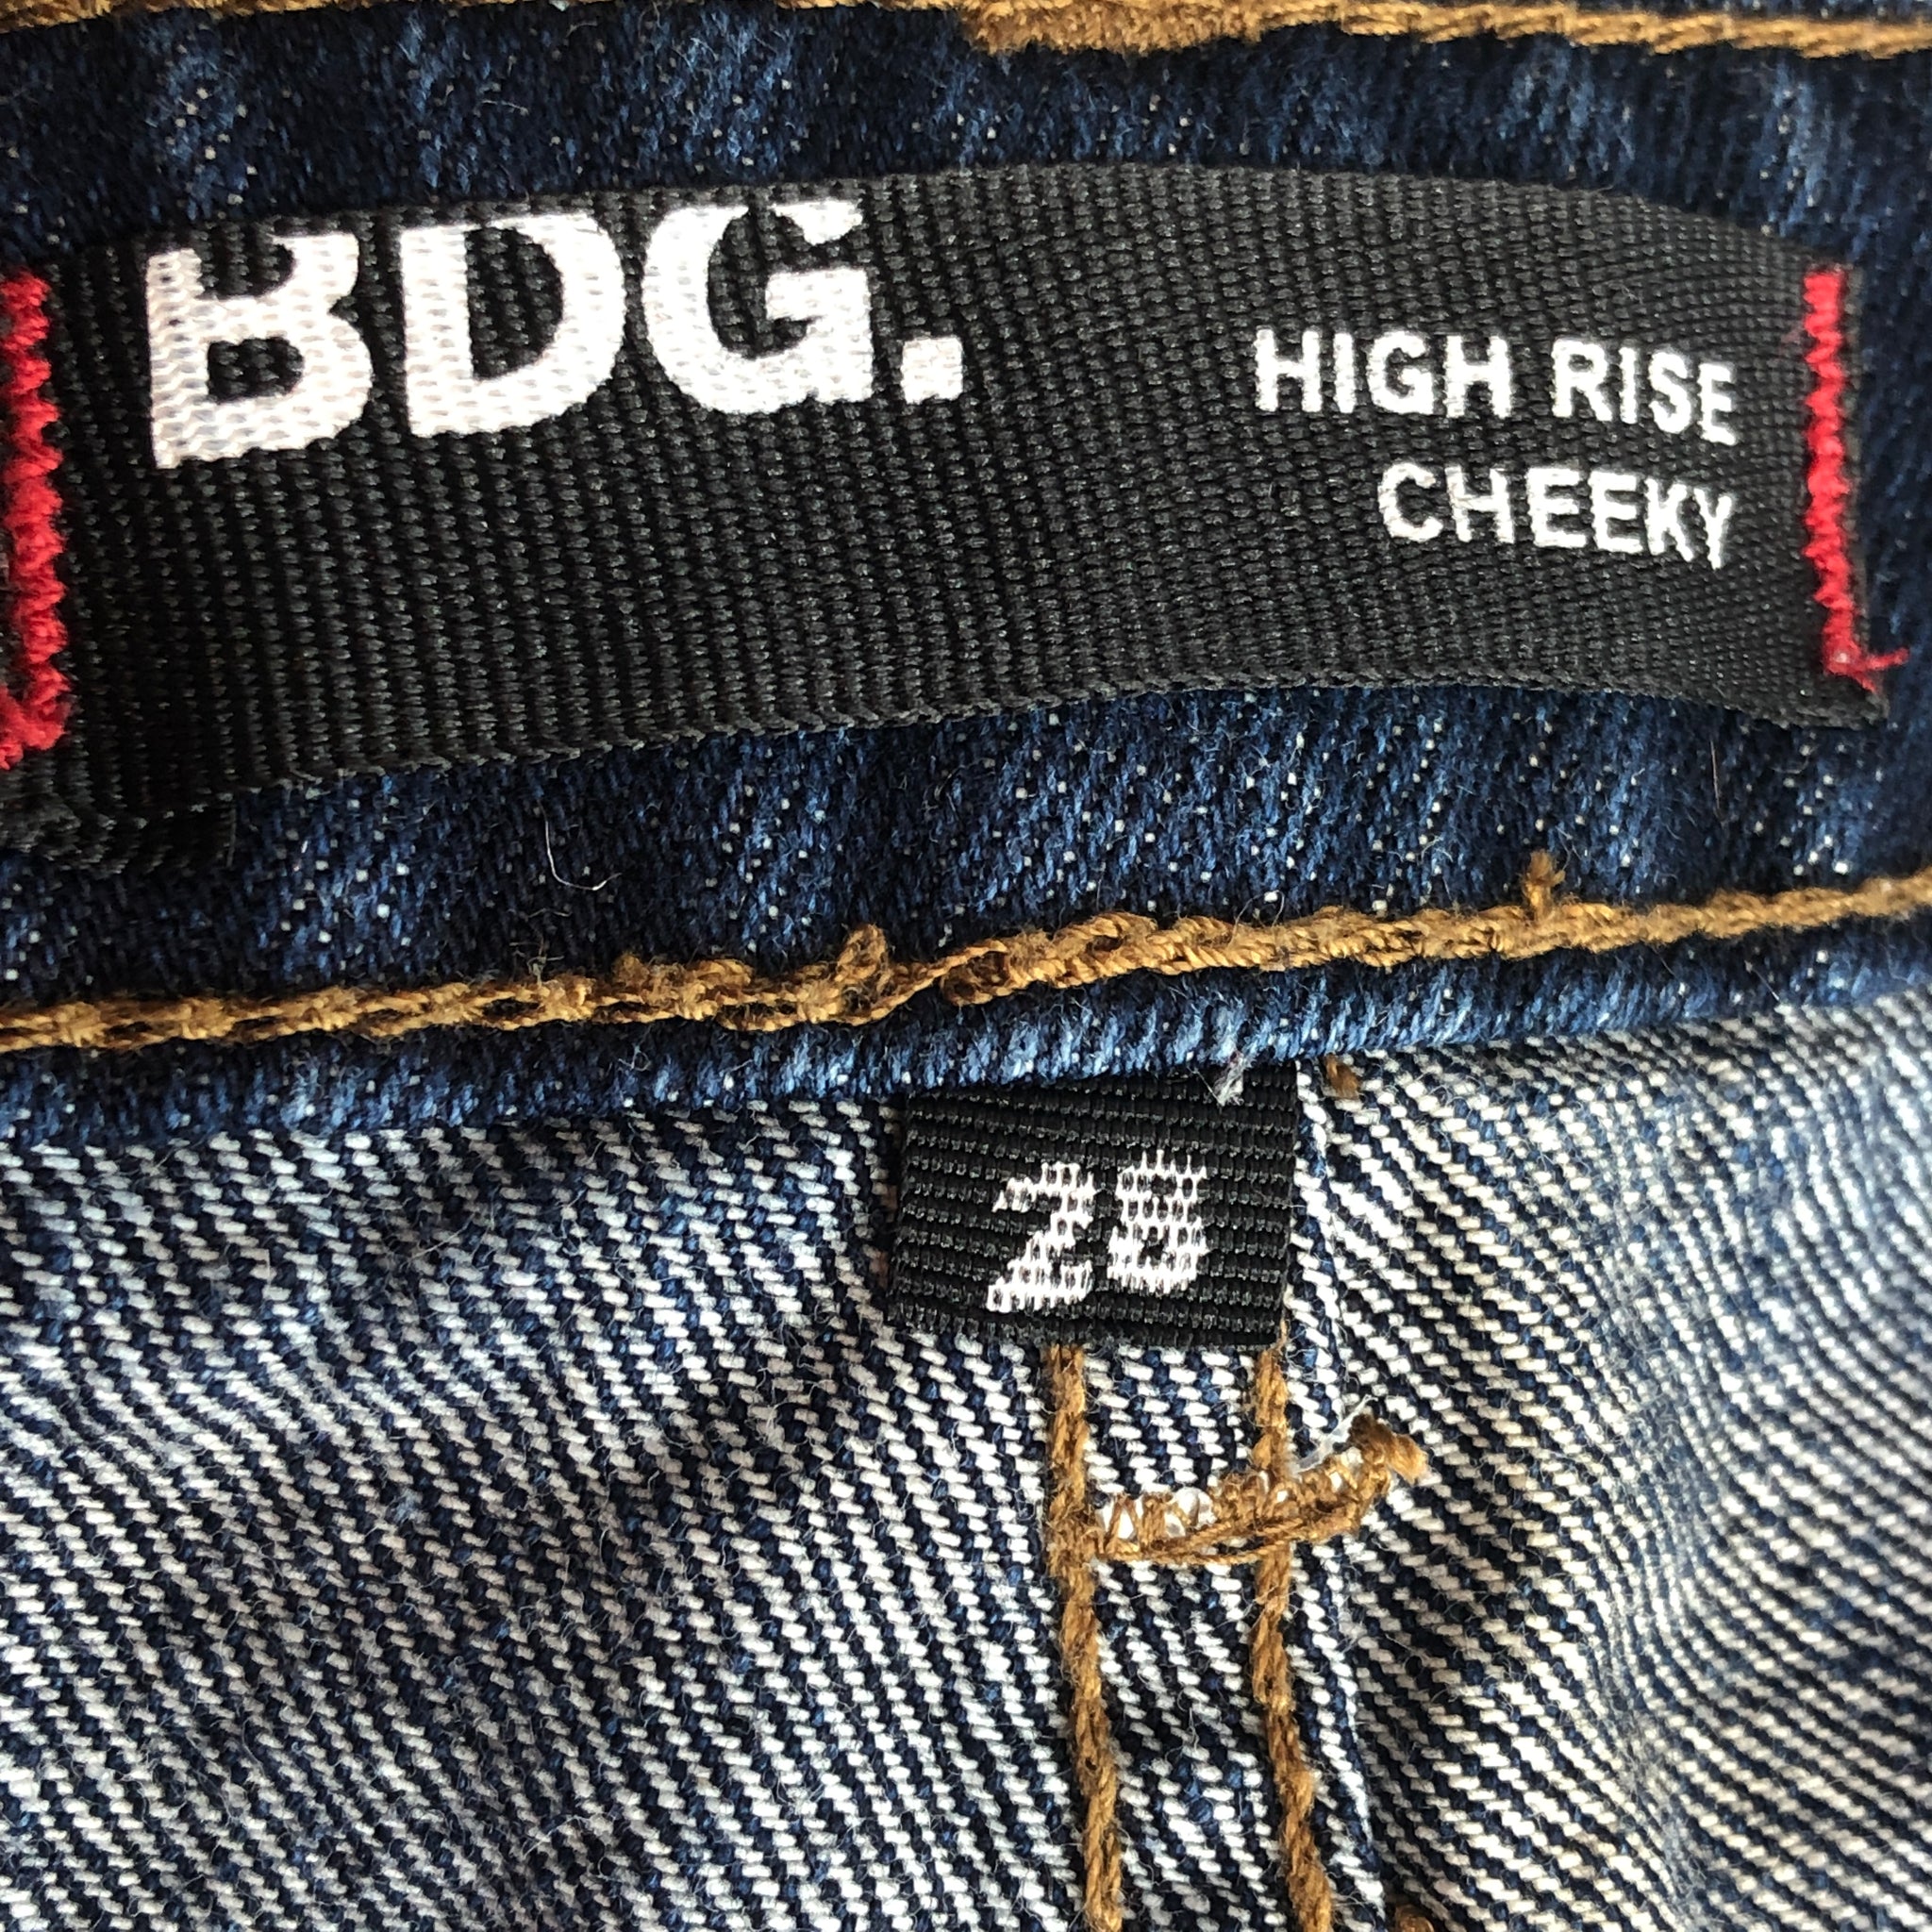 BDG.
HIGH RISE
CHEEKY
28